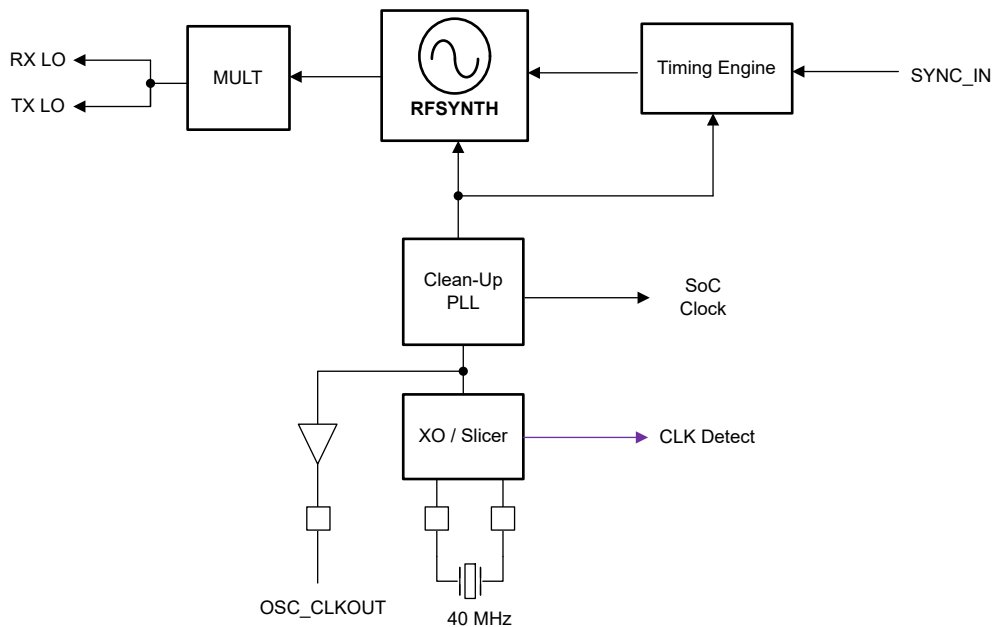 RX LO
TX LO
MULT
RFSYNTH
Timing Engine
SYNC_IN
Clean-Up
PLL
SoC
Clock
XO / Slicer
CLK Detect
OSC_CLKOUT
40 MHz